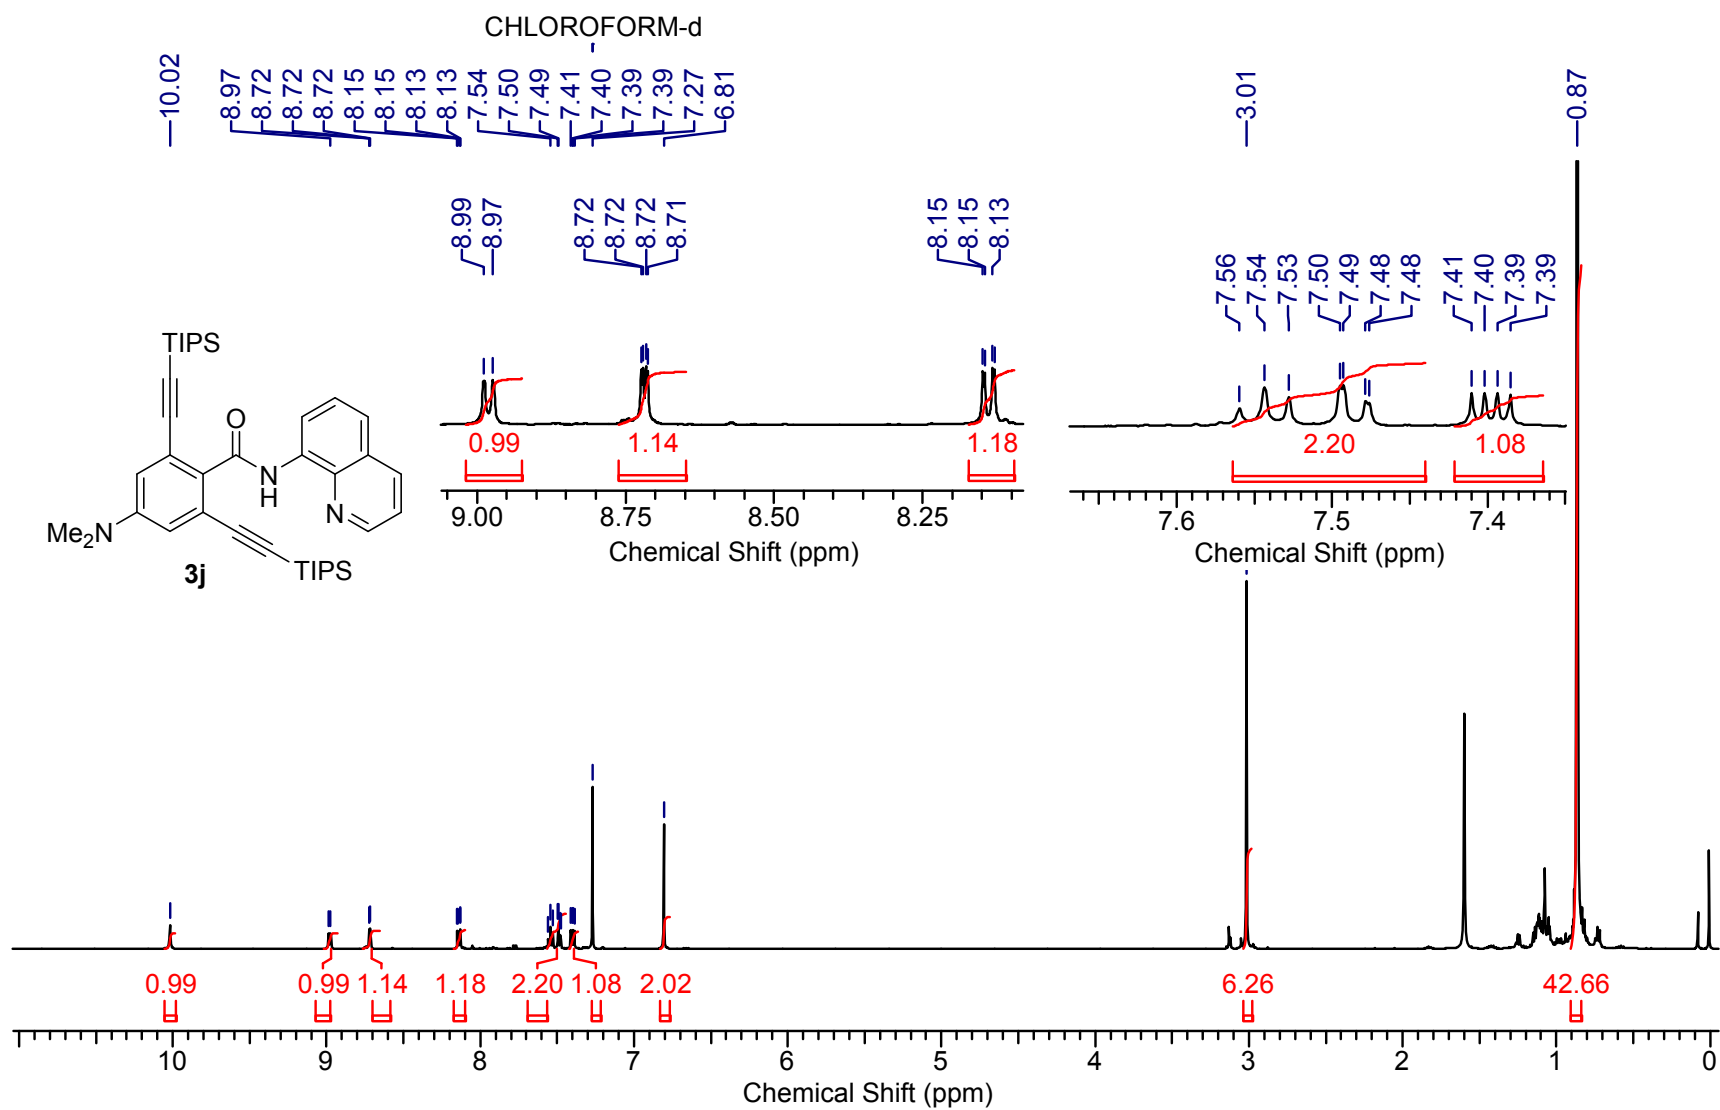 CHLOROFORM-d
10.02
8.97
8.72
8.72
8.72
8.15
8.15
8.13
8.13
7.54
7.50
7.49
7.41
7.40
7.39
7.39
7.27
6.81
3.01
0.87
8.99
8.97
8.72
8.72
8.72
8.71
8.15
8.15
8.13
7.56
7.54
7.53
7.50
7.49
7.48
7.48
7.41
7.40
7.39
7.39
0.99
1.14
1.18
9.00 8.75 8.50 8.25
Chemical Shift (ppm)
2.20
1.08
7.6 7.5 7.4
Chemical Shift (ppm)
TIPS
O
N
H
N
Me2N
TIPS
3j
0.99 0.99 1.14 1.18 2.20 1.08 2.02 6.26 42.66
10 9 8 7 6 5 4 3 2 1 0
Chemical Shift (ppm)